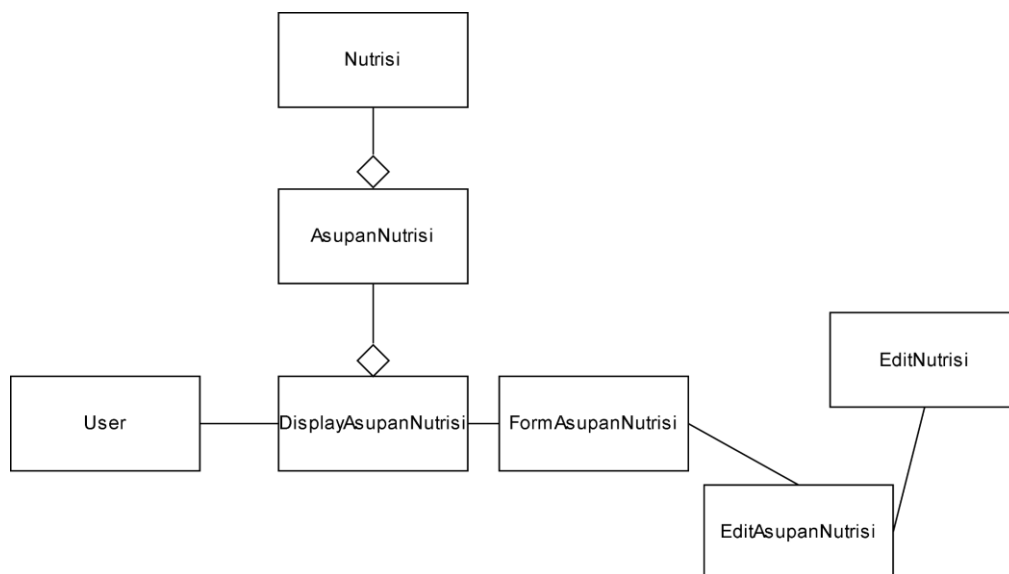 Nutrisi
AsupanNutrisi
EditNutrisi
User
DisplayAsupanNutrisi
FormAsupanNutrisi
EditAsupanNutrisi